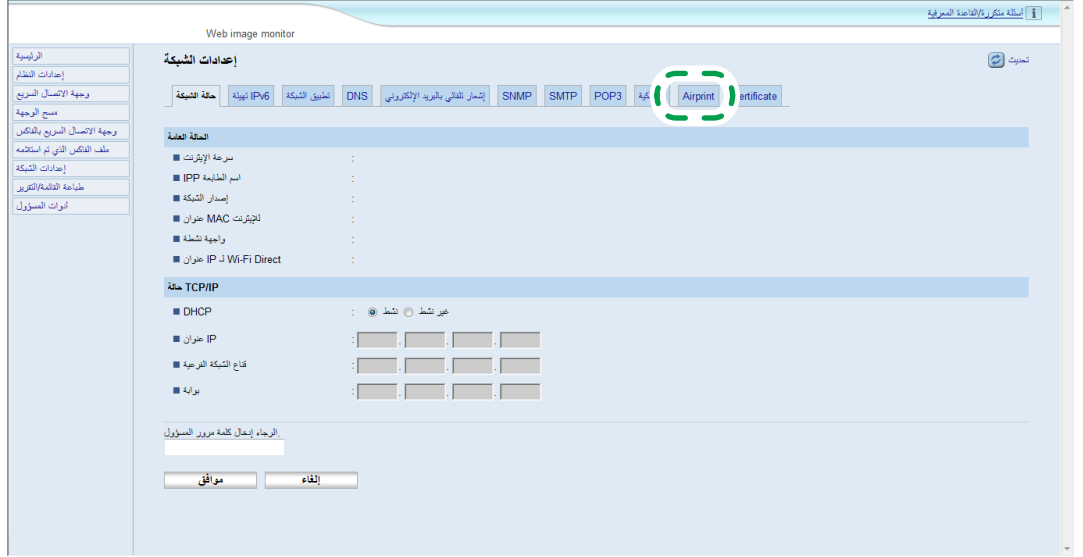 أسئلة متكررة/القاعدة المعرفية
Web image monitor
الرئيسية
إعدادات النظام
وجهة الاتصال السريع
مسح الوجهة
وجهة الاتصال السريع بالفاكس
ملف الفاكس الذي تم استلامه
إعدادات الشبكة
طباعة القائمة/التقرير
أدوات المسؤول
إعدادات الشبكة
تحديث
حالة الشبكة
تهيئة IPv6
تطبيق الشبكة
DNS
إشعار تلقائي بالبريد الإلكتروني
SNMP
SMTP
POP3
Airprint
ertificate
الحالة العامة
سرعة الإيثرنت :
اسم الطابعة IPP :
إصدار الشبكة :
للإيثرنت MAC عنوان :
واجهة نشطة :
Wi-Fi Direct لـ IP عنوان :
TCP/IP حالة
DHCP : نشط غير نشط
IP عنوان : . . .
قناع الشبكة الفرعية : . . .
بوابة : . . .
.الرجاء إدخال كلمة مرور المسؤول
موافق
إلغاء